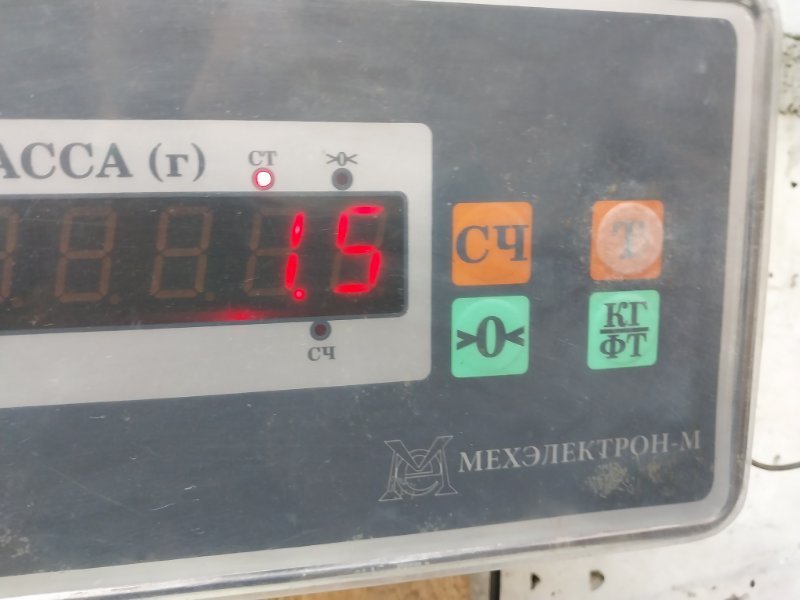 АССА (г)
СТ
>0<
1.5
СЧ
СЧ
Т
>0<
КГ
ФТ
МЕХЭЛЕКТРОН-М